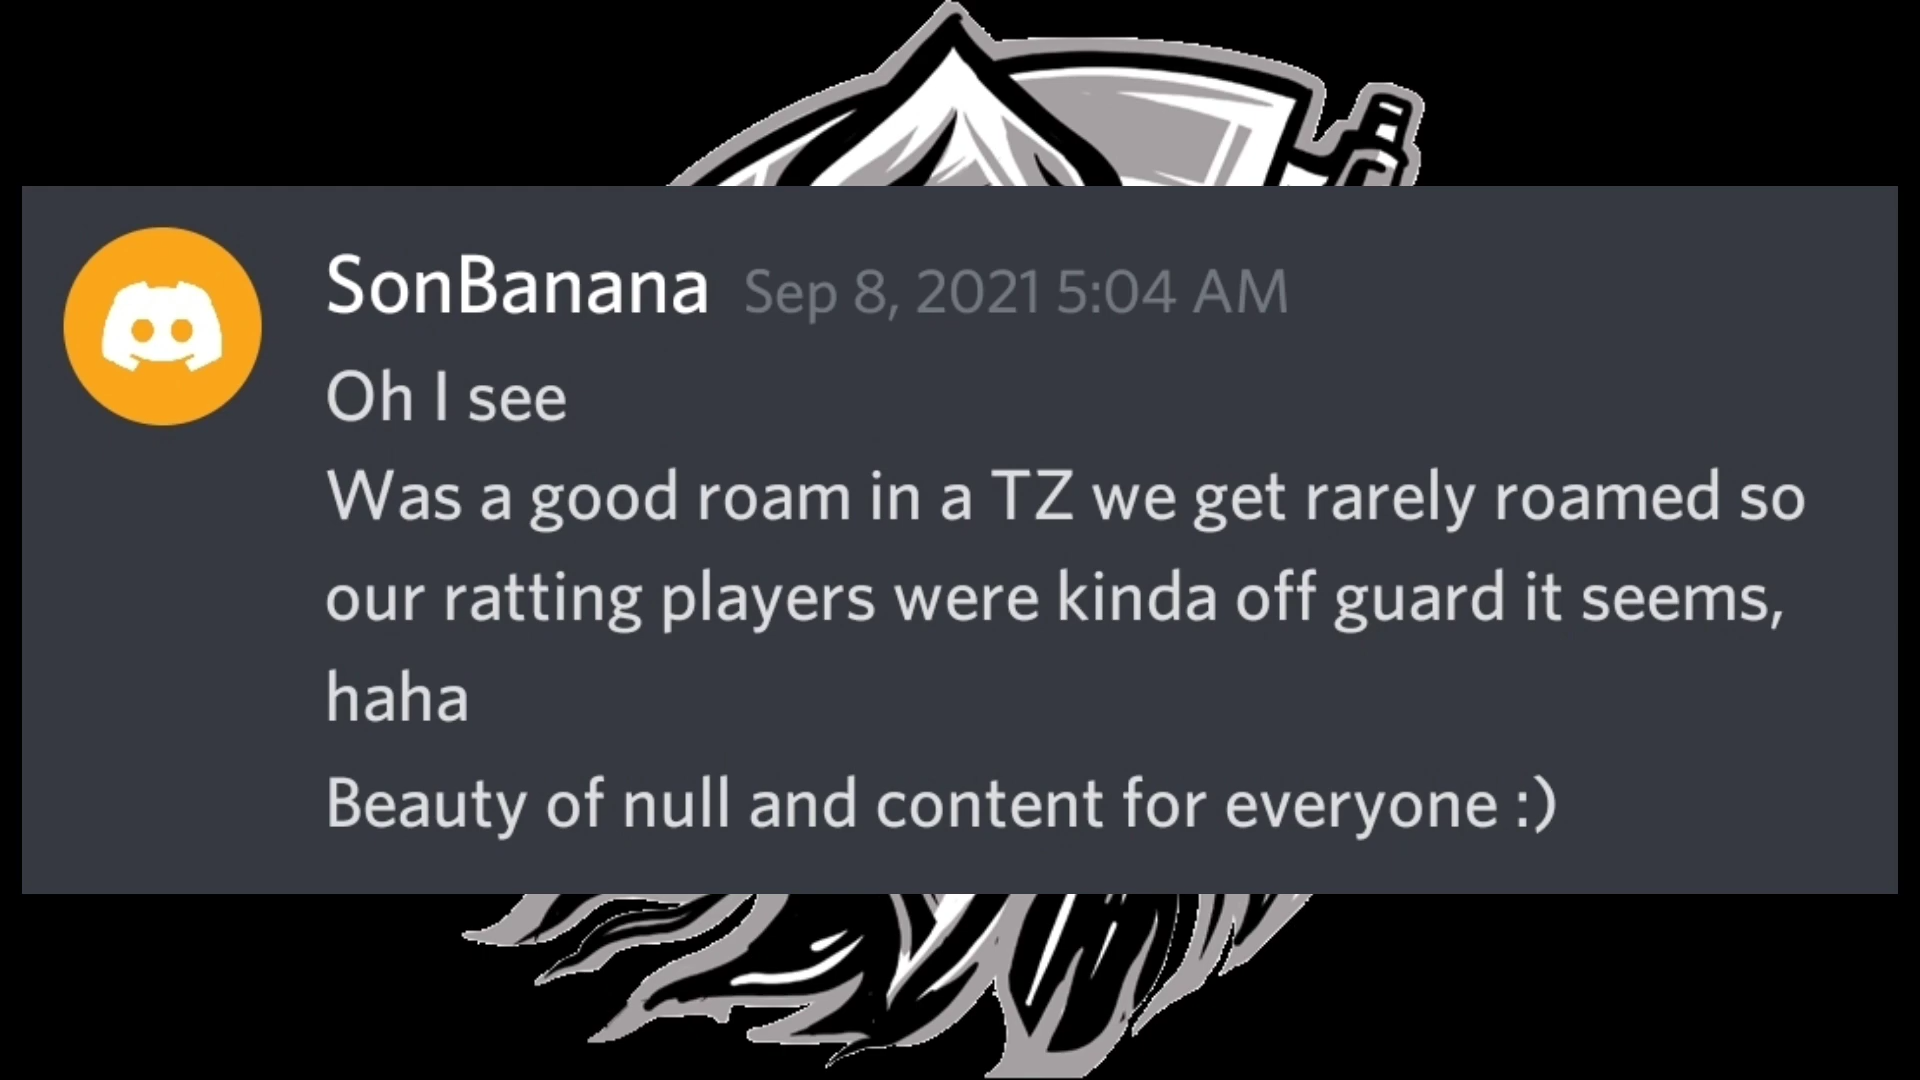 SonBanana Sep 8, 2021 5:04 AM
Oh I see
Was a good roam in a TZ we get rarely roamed so
our ratting players were kinda off guard it seems,
haha
Beauty of null and content for everyone :)